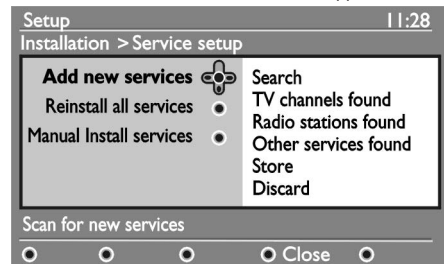 Setup 11:28
Installation > Service setup
Add new services
Reinstall all services
Manual Install services
Search
TV channels found
Radio stations found
Other services found
Store
Discard
Scan for new services
Close